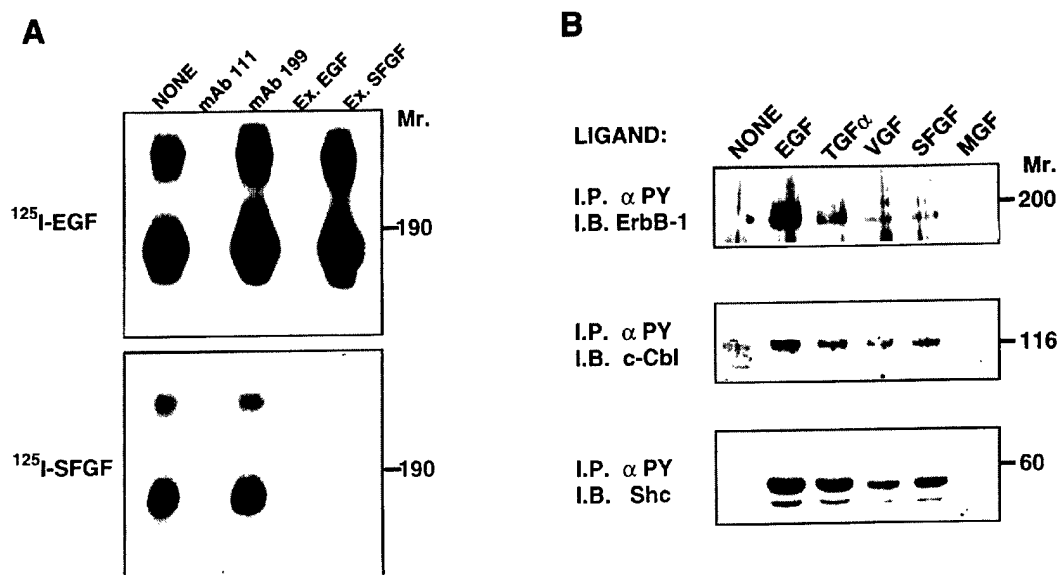 A
NONE
mAb 111
mAb 199
Ex. EGF
Ex. SFGF
Mr.
125I-EGF
190
125I-SFGF
190
B
LIGAND:
NONE
EGF
TGFα
VGF
SFGF
MGF
Mr.
I.P. α PY
I.B. ErbB-1
200
I.P. α PY
I.B. c-Cbl
116
I.P. α PY
I.B. Shc
60